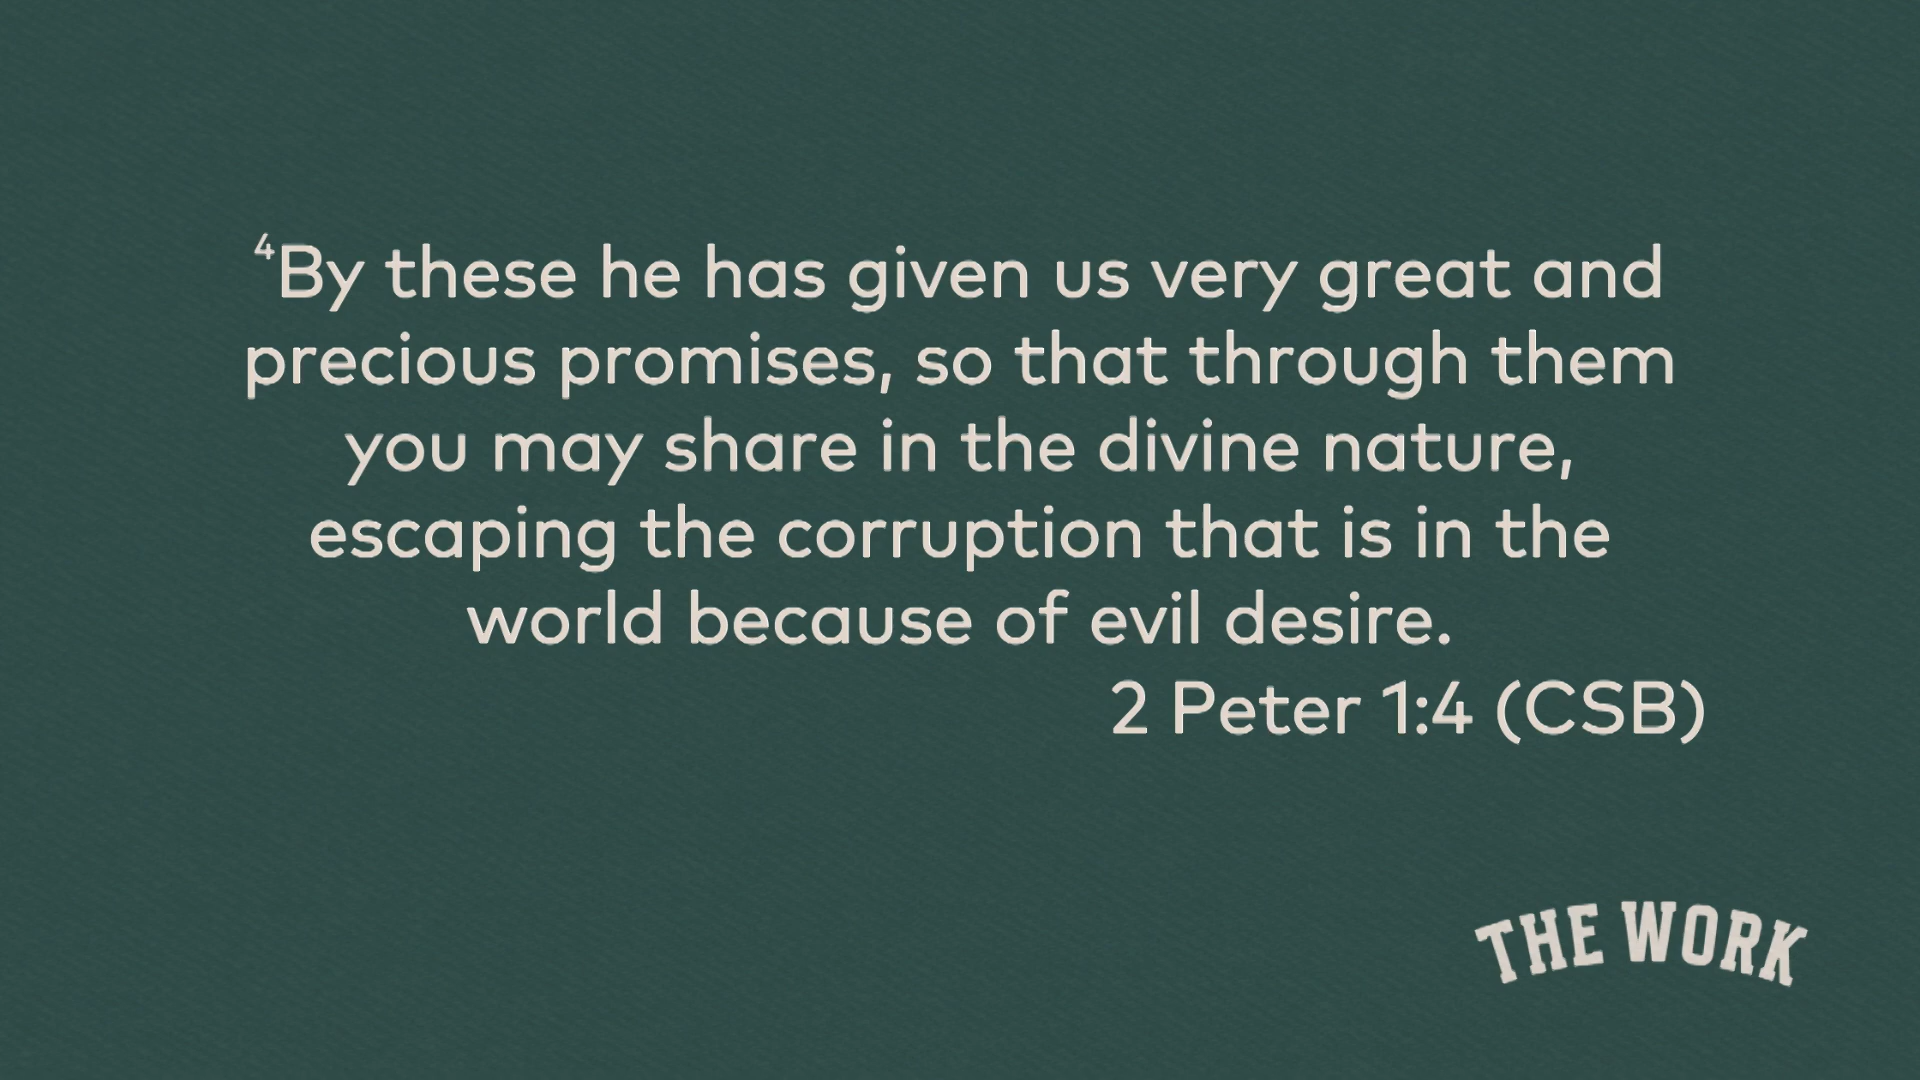 ⁴By these he has given us very great and
precious promises, so that through them
you may share in the divine nature,
escaping the corruption that is in the
world because of evil desire.
2 Peter 1:4 (CSB)
THE WORK